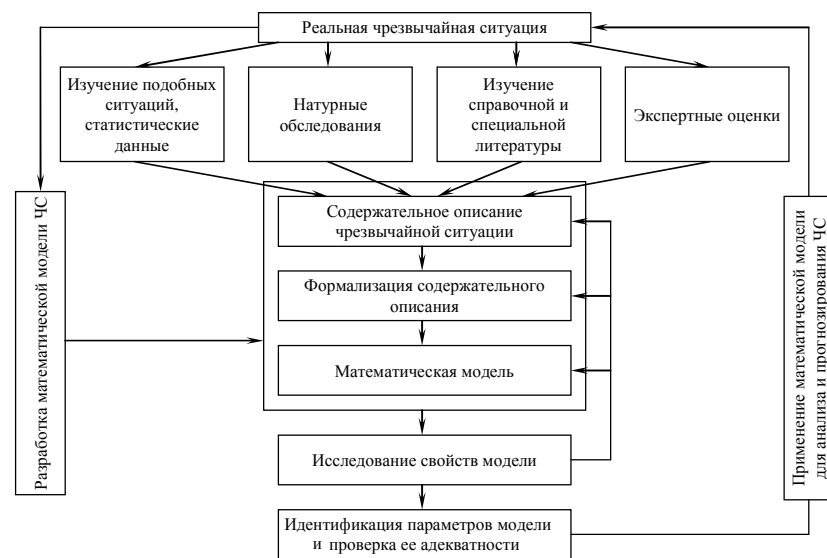 Реальная чрезвычайная ситуация
Изучение подобных
ситуаций,
статистические
данные
Натурные
обследования
Изучение
справочной и
специальной
литературы
Экспертные оценки
Разработка математической модели ЧС
Содержательное описание
чрезвычайной ситуации
Формализация содержательного
описания
Математическая модель
Исследование свойств модели
Идентификация параметров модели
и проверка ее адекватности
Применение математической модели
для анализа и прогнозирования ЧС